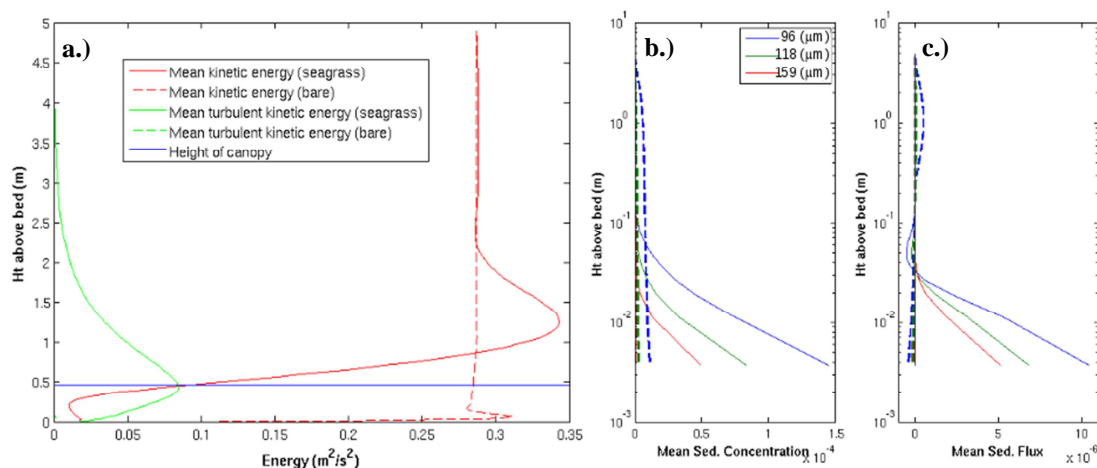 a.)
Ht above bed (m)
5
4.5
4
3.5
3
2.5
2
1.5
1
0.5
0
Mean kinetic energy (seagrass)
Mean kinetic energy (bare)
Mean turbulent kinetic energy (seagrass)
Mean turbulent kinetic energy (bare)
Height of canopy
0 0.05 0.1 0.15 0.2 0.25 0.3 0.35
Energy (m²/s²)
b.)
96 (μm)
118 (μm)
159 (μm)
Ht above bed (m)
10¹
10⁰
10⁻¹
10⁻²
10⁻³
0 0.5 1 1.5
x 10⁻⁴
Mean Sed. Concentration
c.)
Ht above bed (m)
10¹
10⁰
10⁻¹
10⁻²
10⁻³
0 5 10
x 10⁻⁶
Mean Sed. Flux